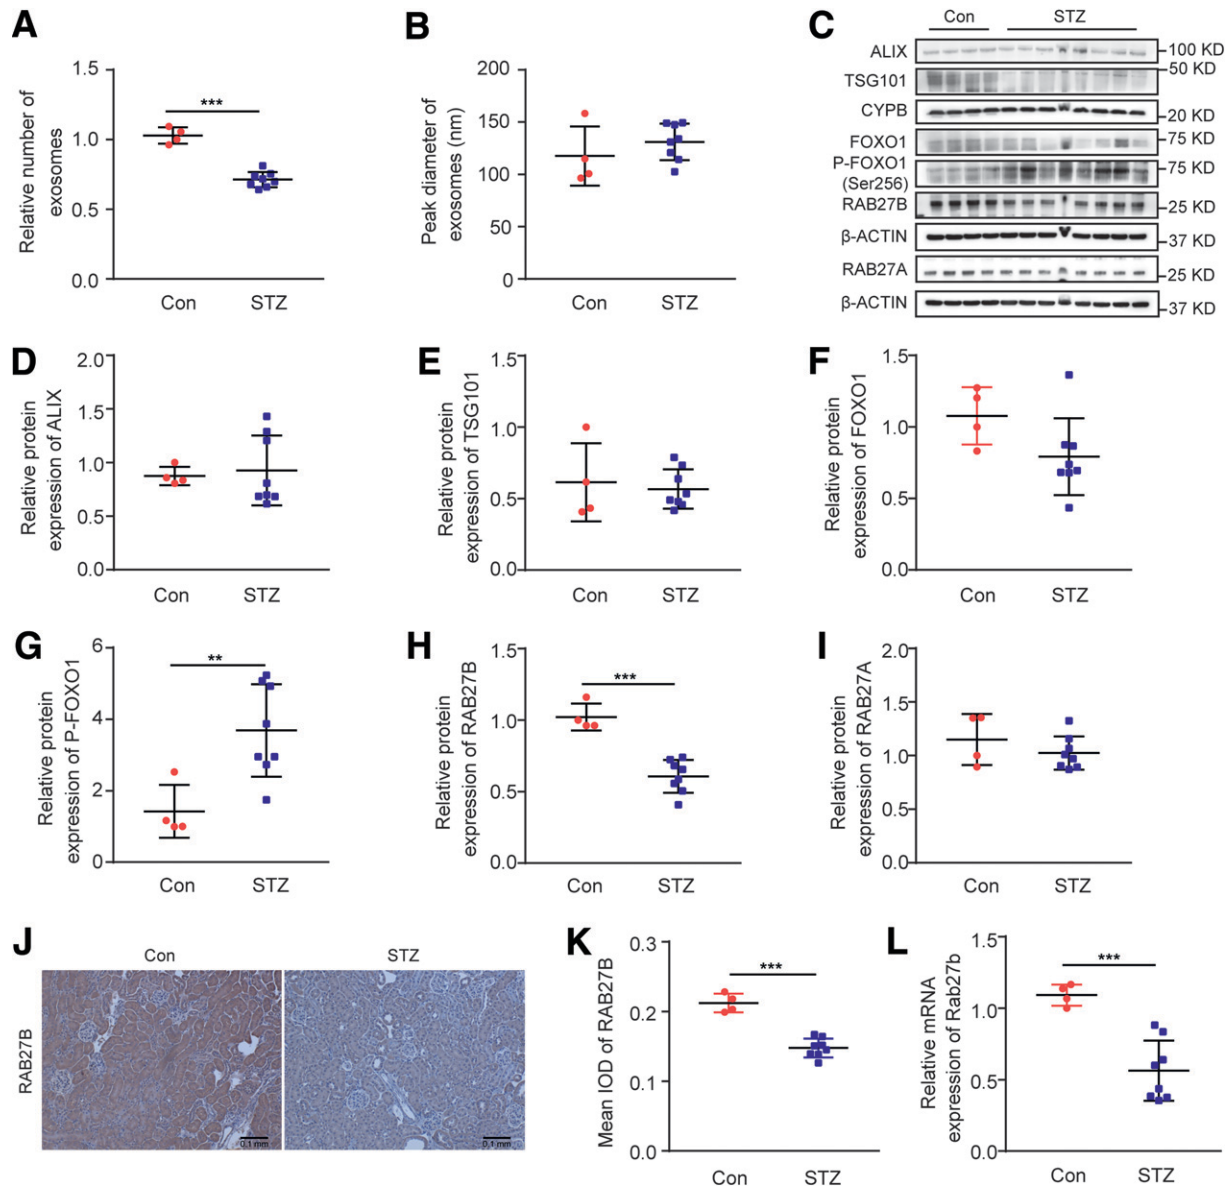 A
Relative number of
exosomes
1.5
1.0
0.5
0.0
***
Con
STZ
B
Peak diameter of
exosomes (nm)
200
150
100
50
0
Con
STZ
C
Con
STZ
ALIX
100 KD
TSG101
50 KD
CYPB
20 KD
FOXO1
75 KD
P-FOXO1
(Ser256)
75 KD
RAB27B
25 KD
β-ACTIN
37 KD
RAB27A
25 KD
β-ACTIN
37 KD
D
Relative protein
expression of ALIX
2.0
1.5
1.0
0.5
0.0
Con
STZ
E
Relative protein
expression of TSG101
1.5
1.0
0.5
0.0
Con
STZ
F
Relative protein
expression of FOXO1
1.5
1.0
0.5
0.0
Con
STZ
G
Relative protein
expression of P-FOXO1
6
4
2
0
**
Con
STZ
H
Relative protein
expression of RAB27B
1.5
1.0
0.5
0.0
***
Con
STZ
I
Relative protein
expression of RAB27A
2.0
1.5
1.0
0.5
0.0
Con
STZ
J
Con
STZ
RAB27B
0.1 mm
0.1 mm
K
Mean IOD of RAB27B
0.3
0.2
0.1
0.0
***
Con
STZ
L
Relative mRNA
expression of Rab27b
1.5
1.0
0.5
0.0
***
Con
STZ